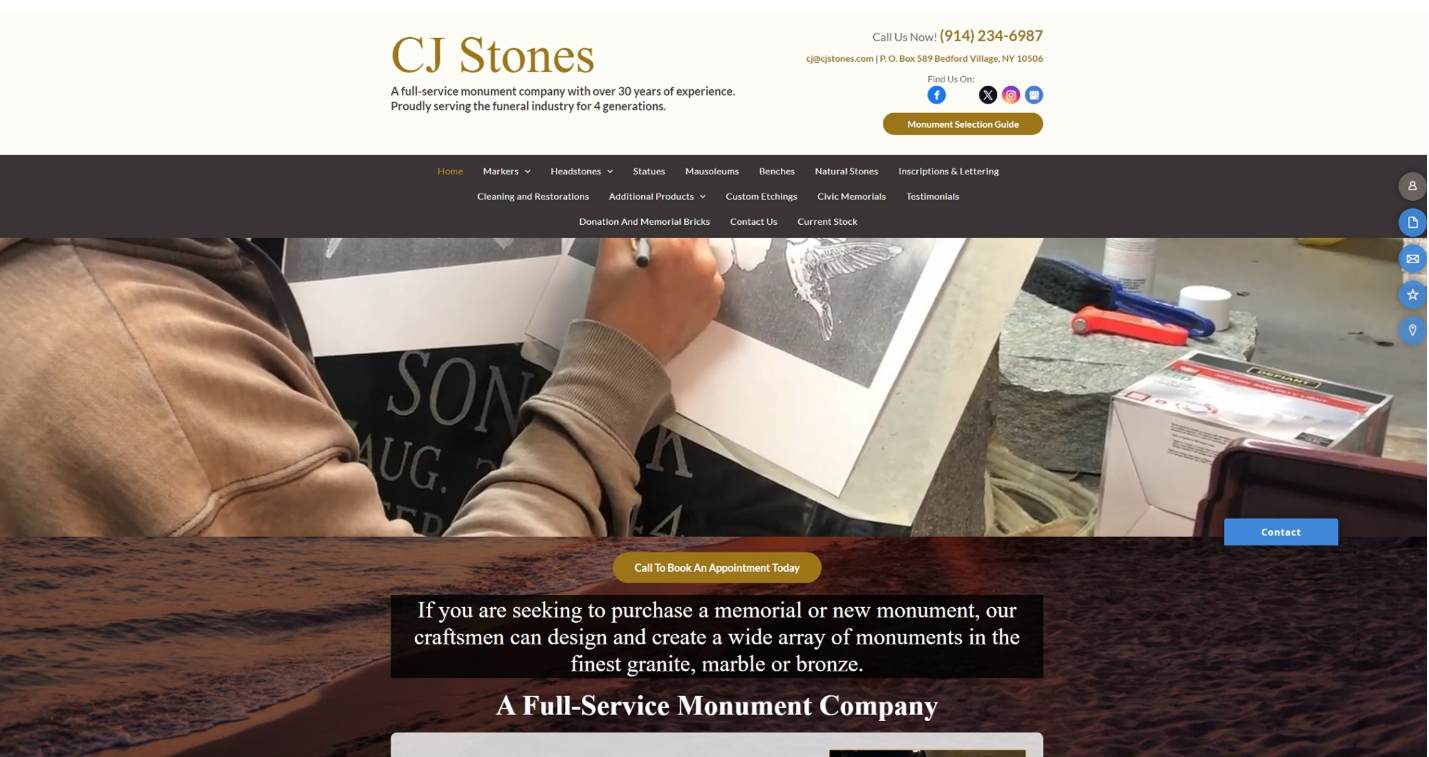 CJ Stones
A full-service monument company with over 30 years of experience.
Proudly serving the funeral industry for 4 generations.
Call Us Now! (914) 234-6987
cj@cjstones.com | P. O. Box 589 Bedford Village, NY 10506
Find Us On:
Monument Selection Guide
Home Markers Headstones Statues Mausoleums Benches Natural Stones Inscriptions & Lettering
Cleaning and Restorations Additional Products Custom Etchings Civic Memorials Testimonials
Donation And Memorial Bricks Contact Us Current Stock
SON
AUG.
DEFIANT
MOTION SECURITY LIGHT
Contact
Call To Book An Appointment Today
If you are seeking to purchase a memorial or new monument, our
craftsmen can design and create a wide array of monuments in the
finest granite, marble or bronze.
A Full-Service Monument Company